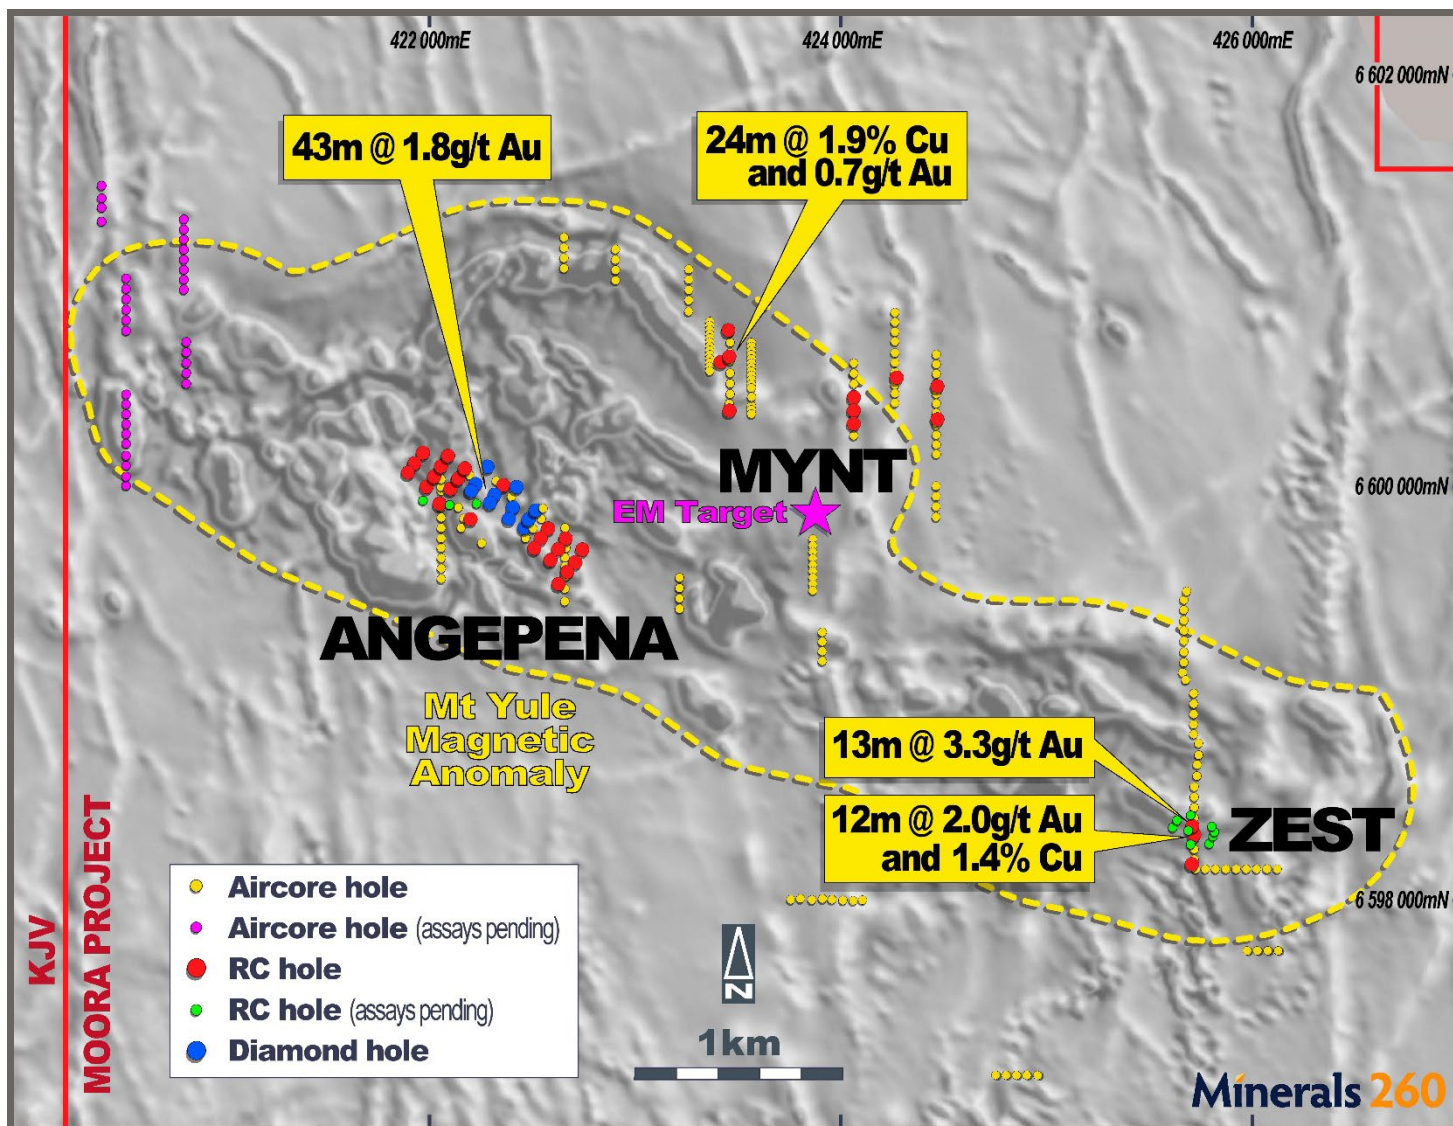 422 000mE
424 000mE
426 000mE
6 602 000mN
43m @ 1.8g/t Au
24m @ 1.9% Cu
and 0.7g/t Au
MYNT
EM Target
6 600 000mN
ANGEPENA
Mt Yule
Magnetic
Anomaly
13m @ 3.3g/t Au
12m @ 2.0g/t Au
and 1.4% Cu
ZEST
6 598 000mN
KJV
MOORA PROJECT
Aircore hole
Aircore hole (assays pending)
RC hole
RC hole (assays pending)
Diamond hole
N
1km
Minerals 260